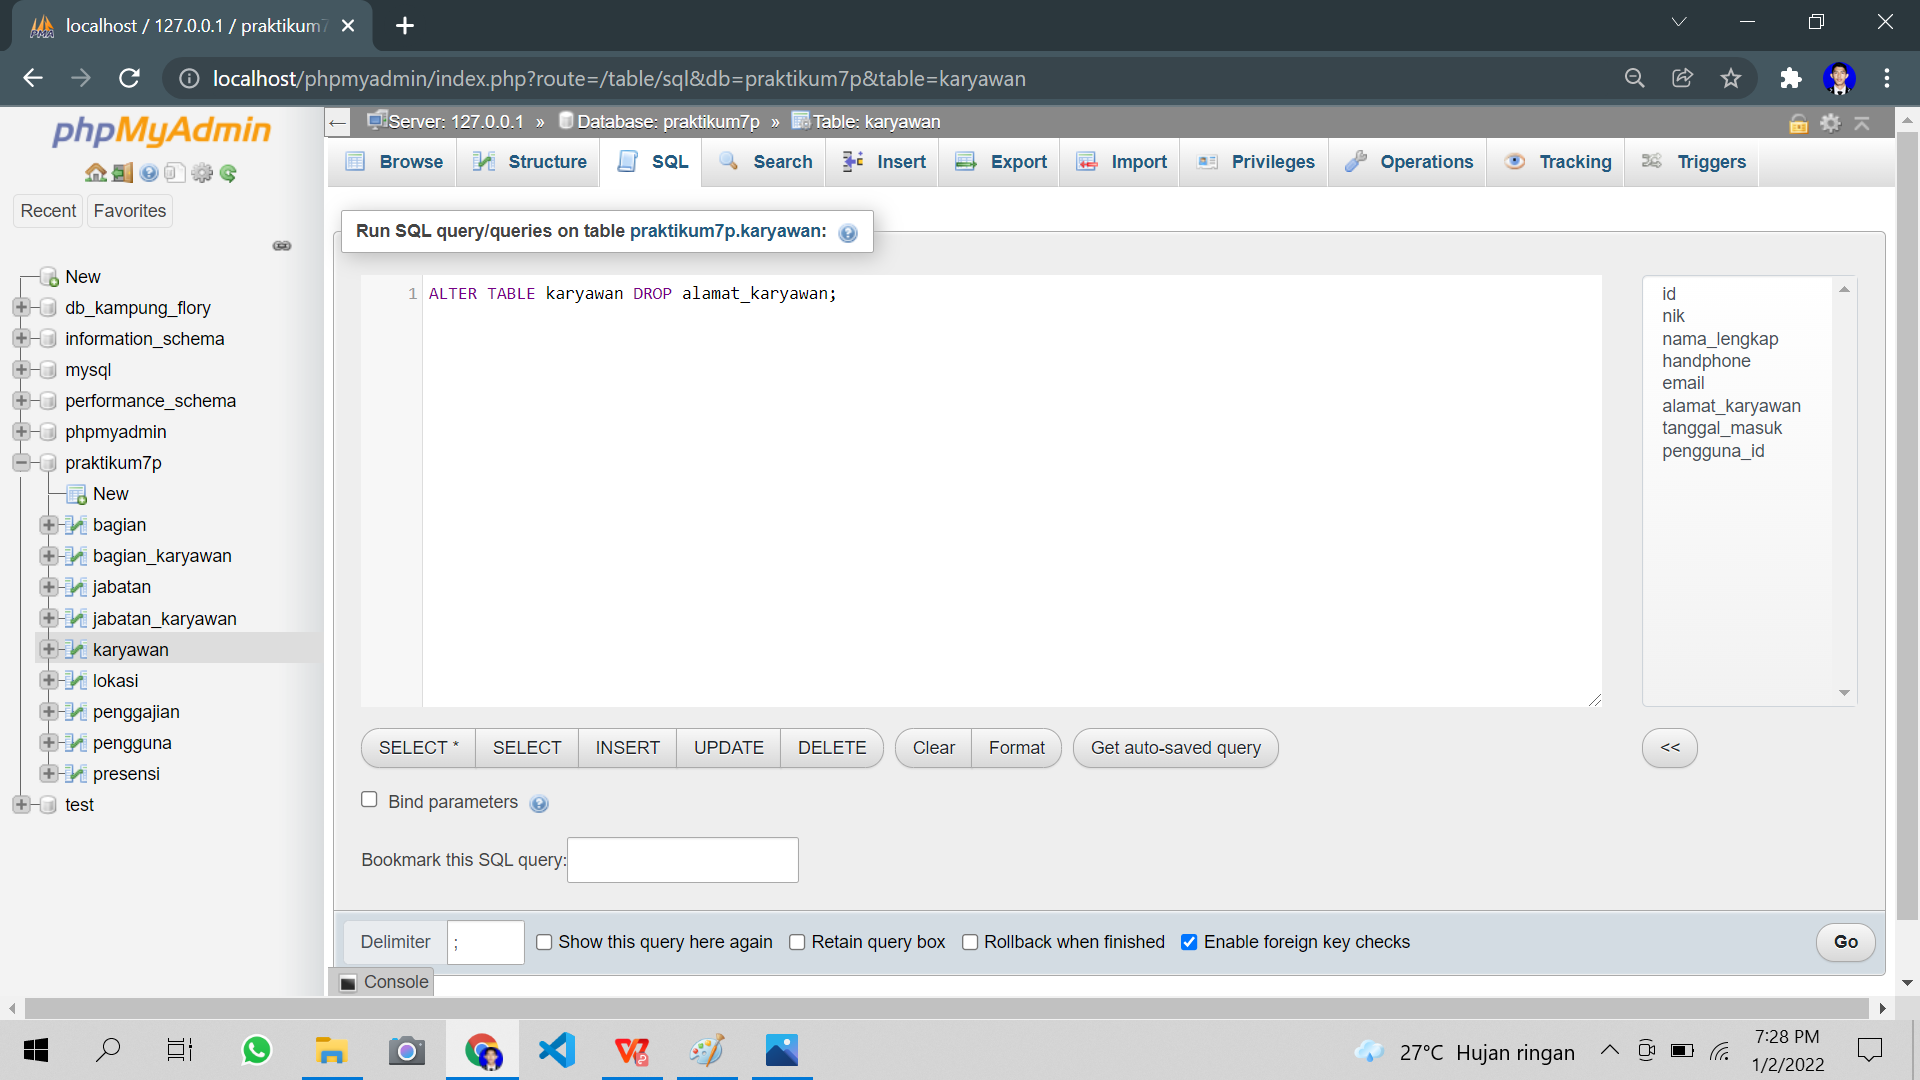 localhost / 127.0.0.1 / praktikum7
localhost/phpmyadmin/index.php?route=/table/sql&db=praktikum7p&table=karyawan
phpMyAdmin
Recent Favorites
New
db_kampung_flory
information_schema
mysql
performance_schema
phpmyadmin
praktikum7p
New
bagian
bagian_karyawan
jabatan
jabatan_karyawan
karyawan
lokasi
penggajian
pengguna
presensi
test
Server: 127.0.0.1 » Database: praktikum7p » Table: karyawan
Browse Structure SQL Search Insert Export Import Privileges Operations Tracking Triggers
Run SQL query/queries on table praktikum7p.karyawan:
1 ALTER TABLE karyawan DROP alamat_karyawan;
id
nik
nama_lengkap
handphone
email
alamat_karyawan
tanggal_masuk
pengguna_id
SELECT * SELECT INSERT UPDATE DELETE Clear Format Get auto-saved query <<
Bind parameters
Bookmark this SQL query:
Delimiter ; Show this query here again Retain query box Rollback when finished Enable foreign key checks Go
Console
27°C Hujan ringan
7:28 PM
1/2/2022